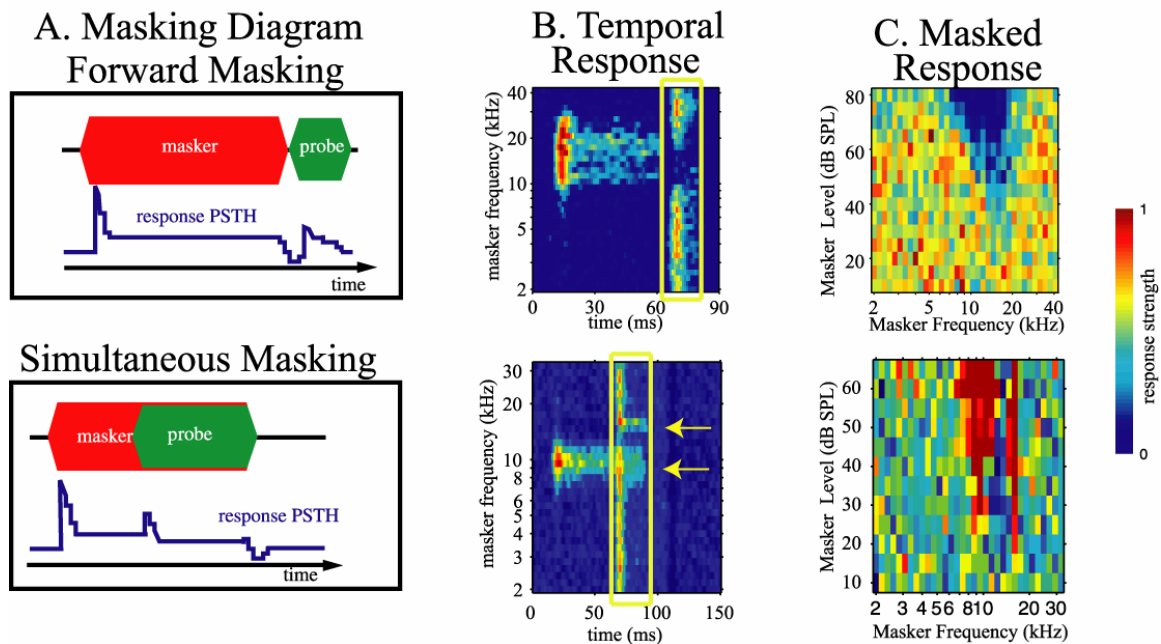 A. Masking Diagram
Forward Masking
masker
probe
response PSTH
time
B. Temporal
Response
masker frequency (kHz)
40
20
10
5
2
0
30
60
90
time (ms)
C. Masked
Response
Masker Level (dB SPL)
80
60
40
20
2
5
10
20
40
Masker Frequency (kHz)
Simultaneous Masking
masker
probe
response PSTH
time
masker frequency (kHz)
30
20
10
8
6
4
3
2
0
50
100
150
time (ms)
Masker Level (dB SPL)
60
50
40
30
20
10
2
3
4
5
6
8
10
20
30
Masker Frequency (kHz)
1
0
response strength